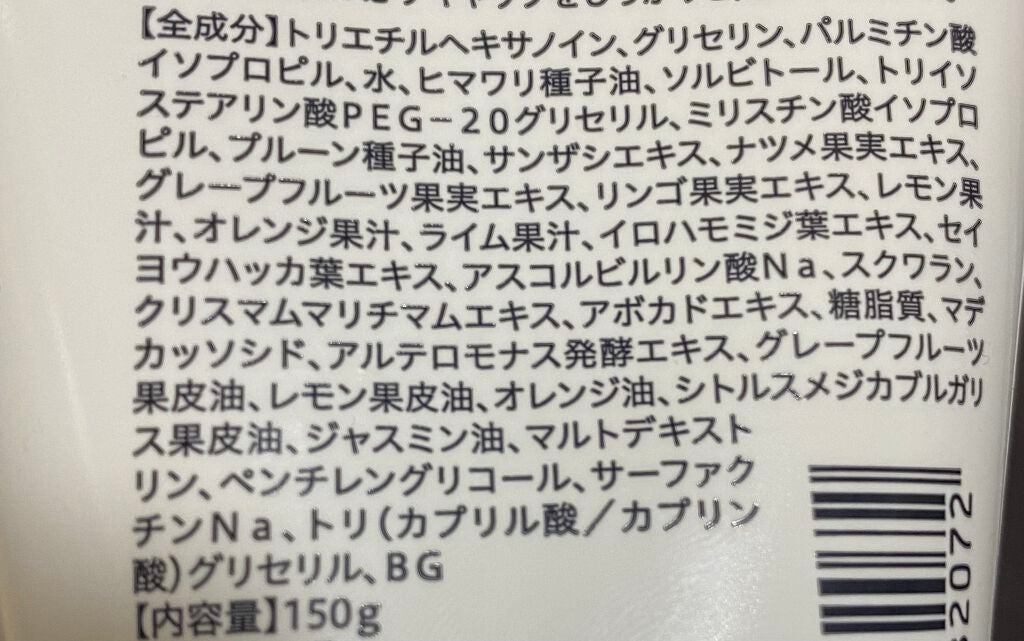 【全成分】トリエチルヘキサノイン、グリセリン、パルミチン酸
イソプロピル、水、ヒマワリ種子油、ソルビトール、トリイソ
ステアリン酸PEG-20グリセリル、ミリスチン酸イソプロ
ピル、プルーン種子油、サンザシエキス、ナツメ果実エキス、
グレープフルーツ果実エキス、リンゴ果実エキス、レモン果
汁、オレンジ果汁、ライム果汁、イロハモミジ葉エキス、セイ
ヨウハッカ葉エキス、アスコルビルリン酸Na、スクワラン、
クリスマムマリチマムエキス、アボカドエキス、糖脂質、マデ
カッソシド、アルテロモナス発酵エキス、グレープフルーツ
果皮油、レモン果皮油、オレンジ油、シトルスメジカブルガリ
ス果皮油、ジャスミン油、マルトデキスト
リン、ペンチレングリコール、サーファク
チンNa、トリ(カプリル酸/カプリン
酸)グリセリル、BG
【内容量】150g
2072